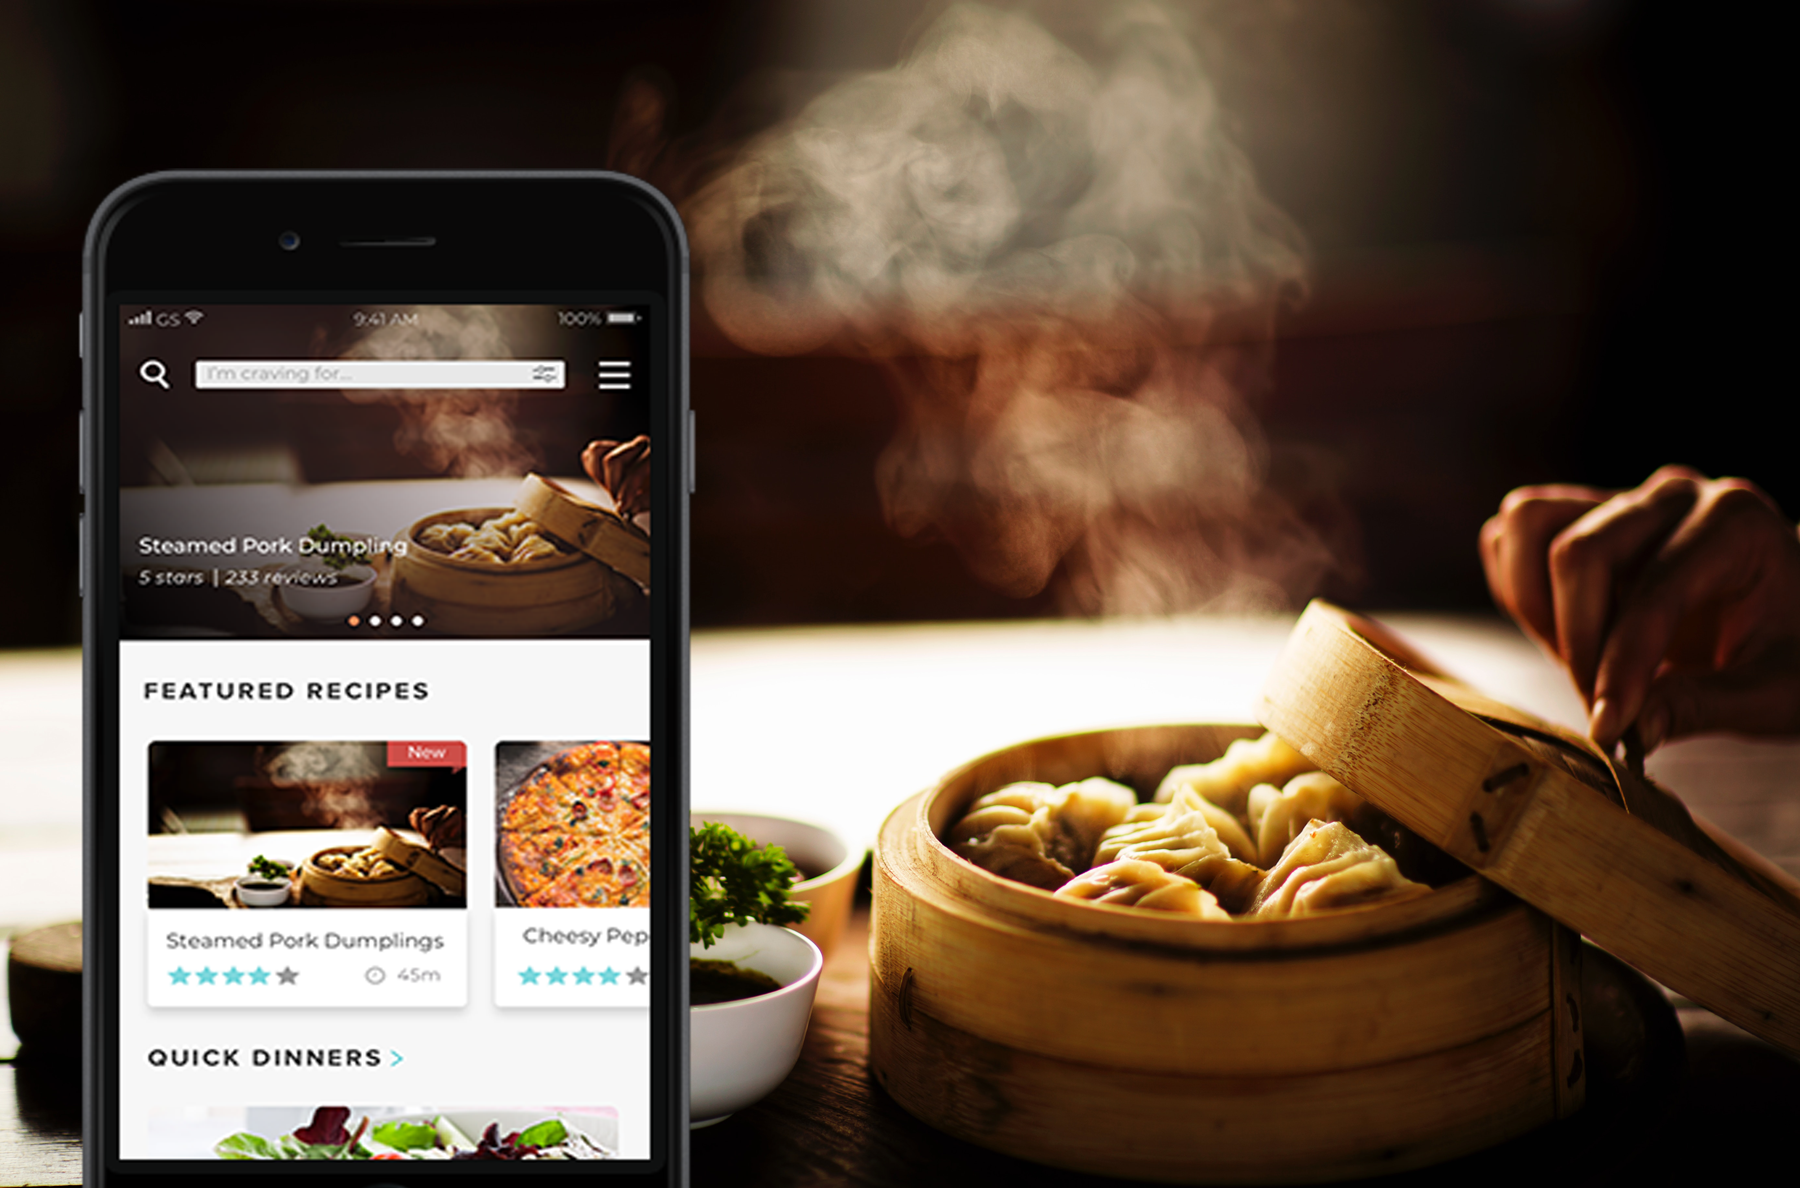 GS 9:41 AM 100%
I'm craving for...
Steamed Pork Dumpling
5 stars | 233 reviews
FEATURED RECIPES
New
Steamed Pork Dumplings
45m
Cheesy Pep
QUICK DINNERS >